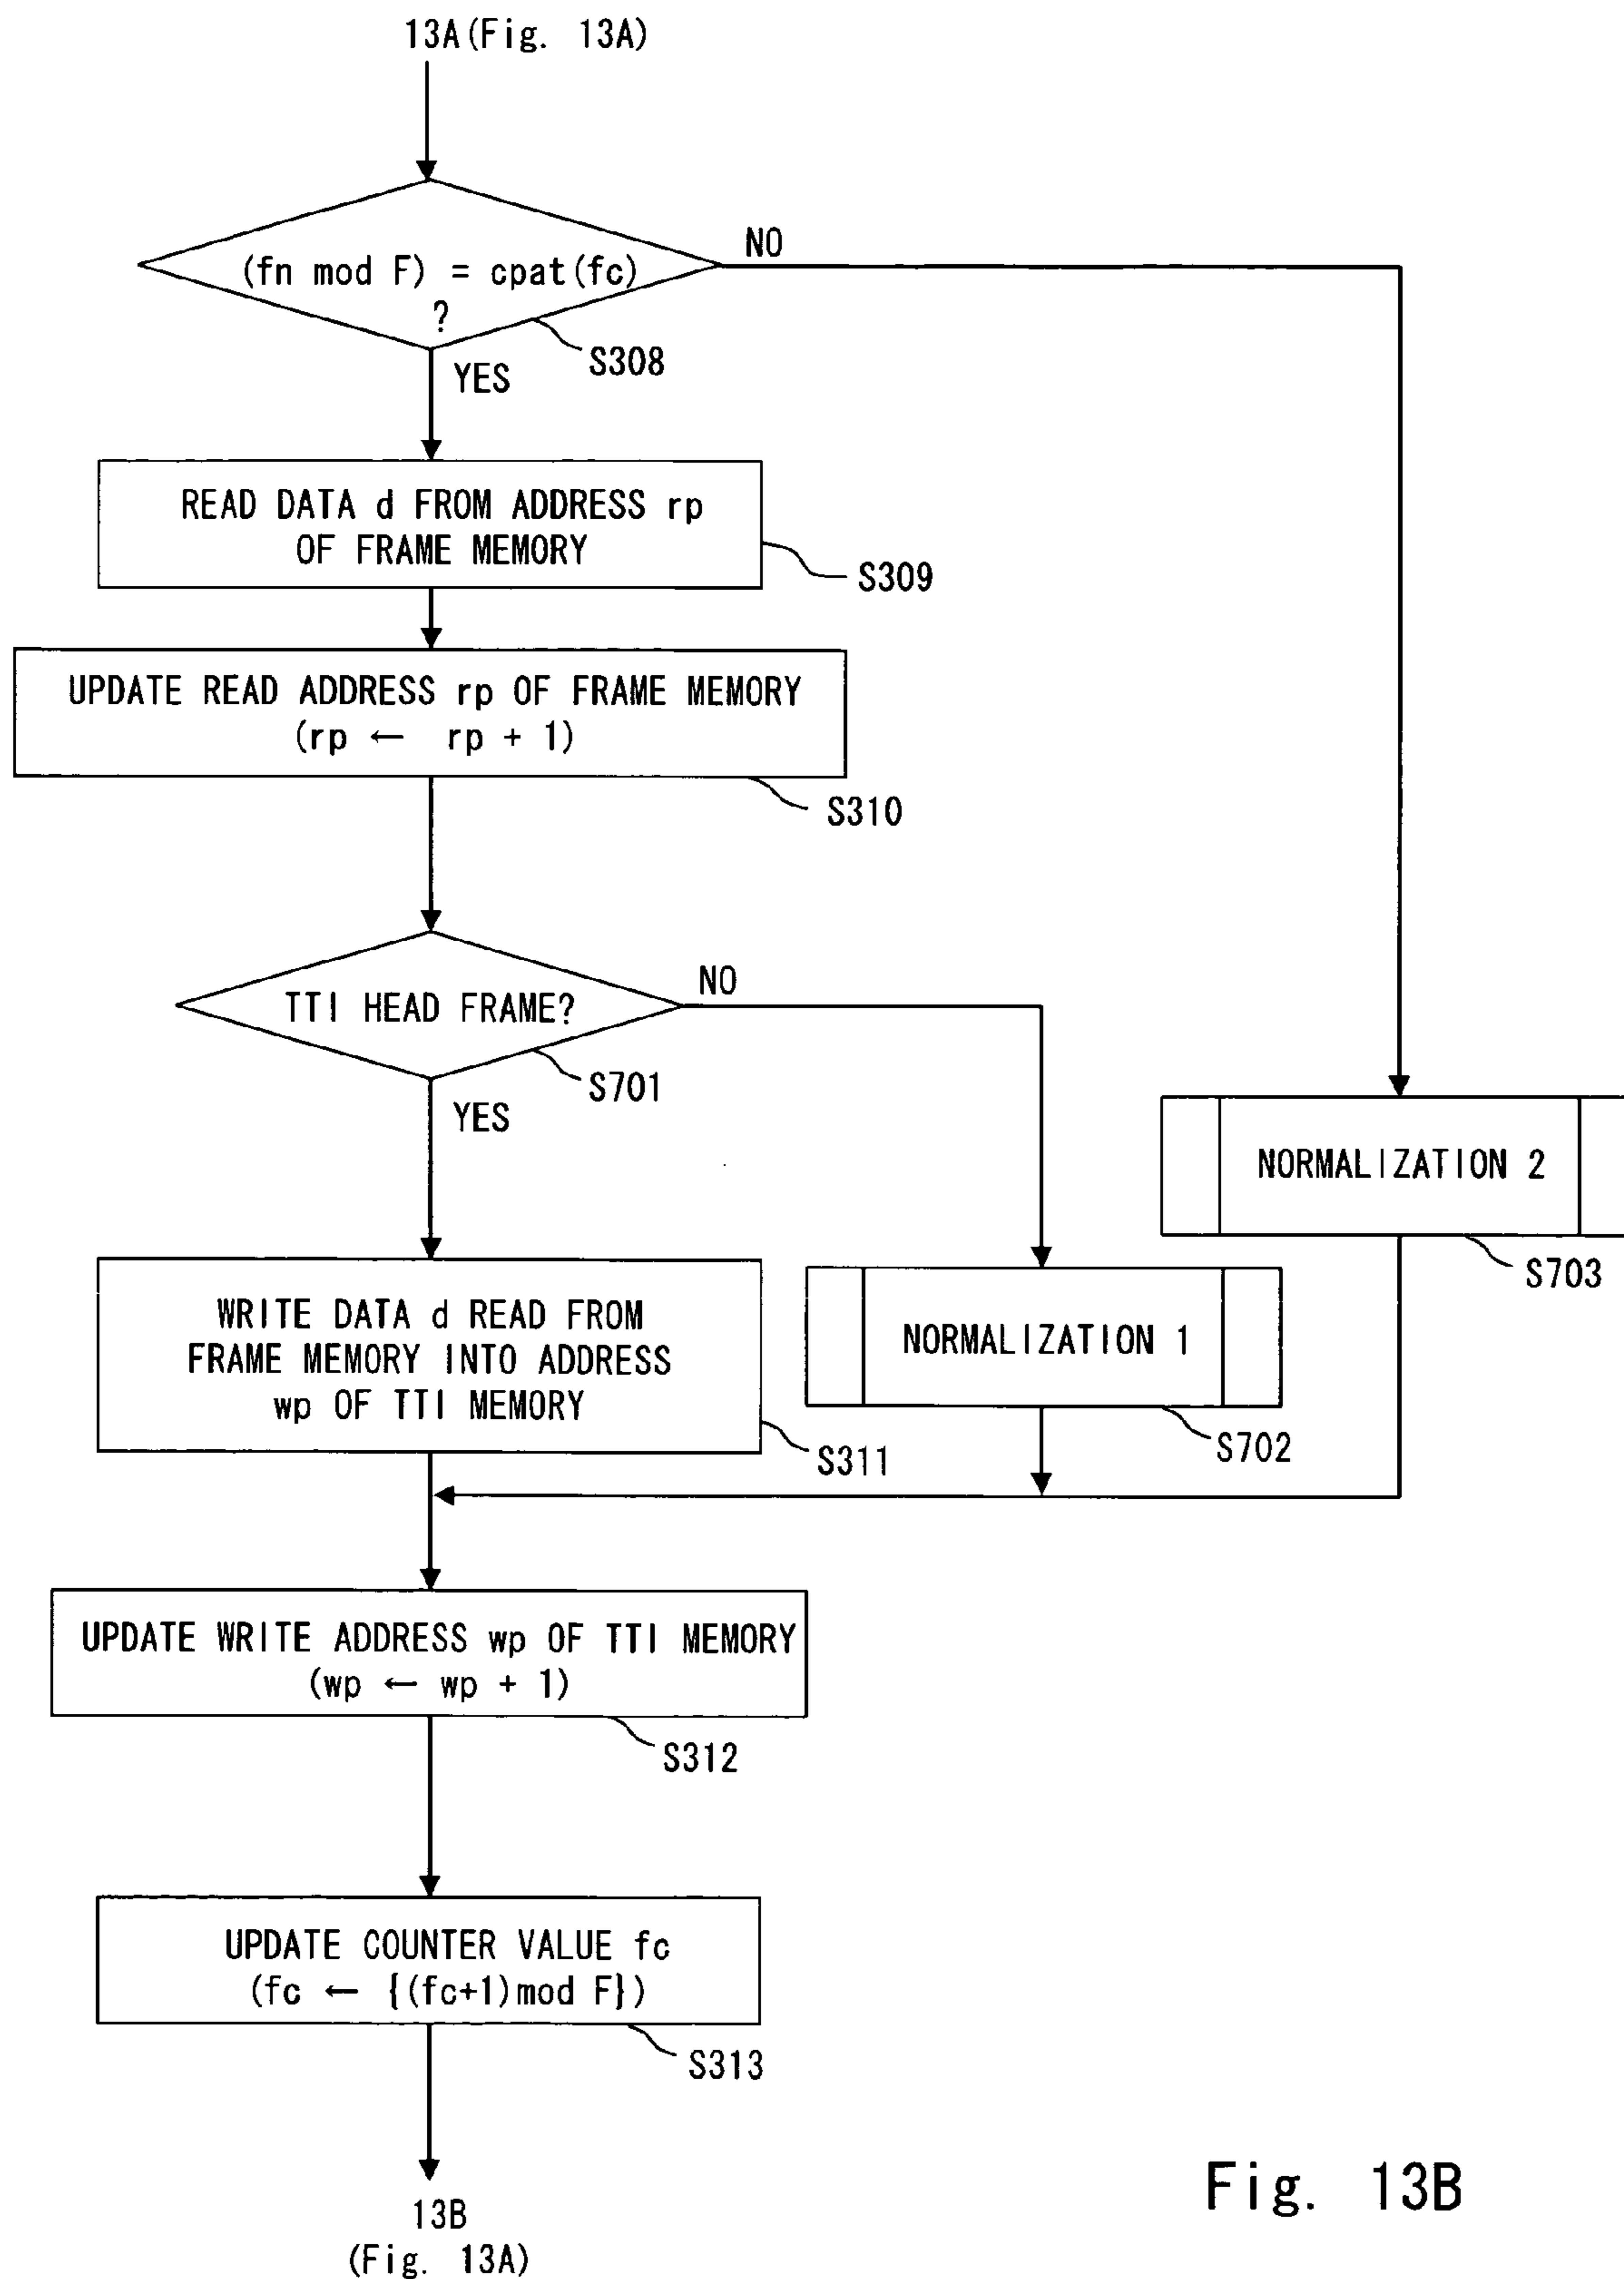 13A(Fig. 13A)
NO
(fn mod F) = cpat(fc)
?
S308
YES
READ DATA d FROM ADDRESS rp
OF FRAME MEMORY
S309
UPDATE READ ADDRESS rp OF FRAME MEMORY
(rp ← rp + 1)
S310
NO
TTI HEAD FRAME?
S701
YES
NORMALIZATION 2
S703
WRITE DATA d READ FROM
FRAME MEMORY INTO ADDRESS
wp OF TTI MEMORY
S311
NORMALIZATION 1
S702
UPDATE WRITE ADDRESS wp OF TTI MEMORY
(wp ← wp + 1)
S312
UPDATE COUNTER VALUE fc
(fc ← {(fc+1)mod F})
S313
13B
(Fig. 13A)
Fig. 13B